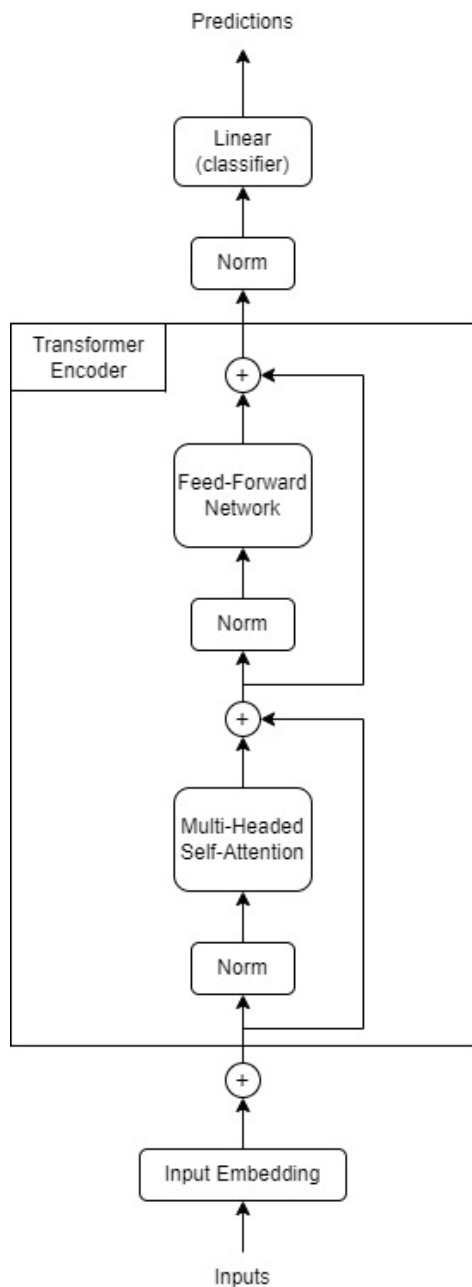 Predictions
Linear
(classifier)
Norm
Transformer
Encoder
+
Feed-Forward
Network
Norm
+
Multi-Headed
Self-Attention
Norm
+
Input Embedding
Inputs